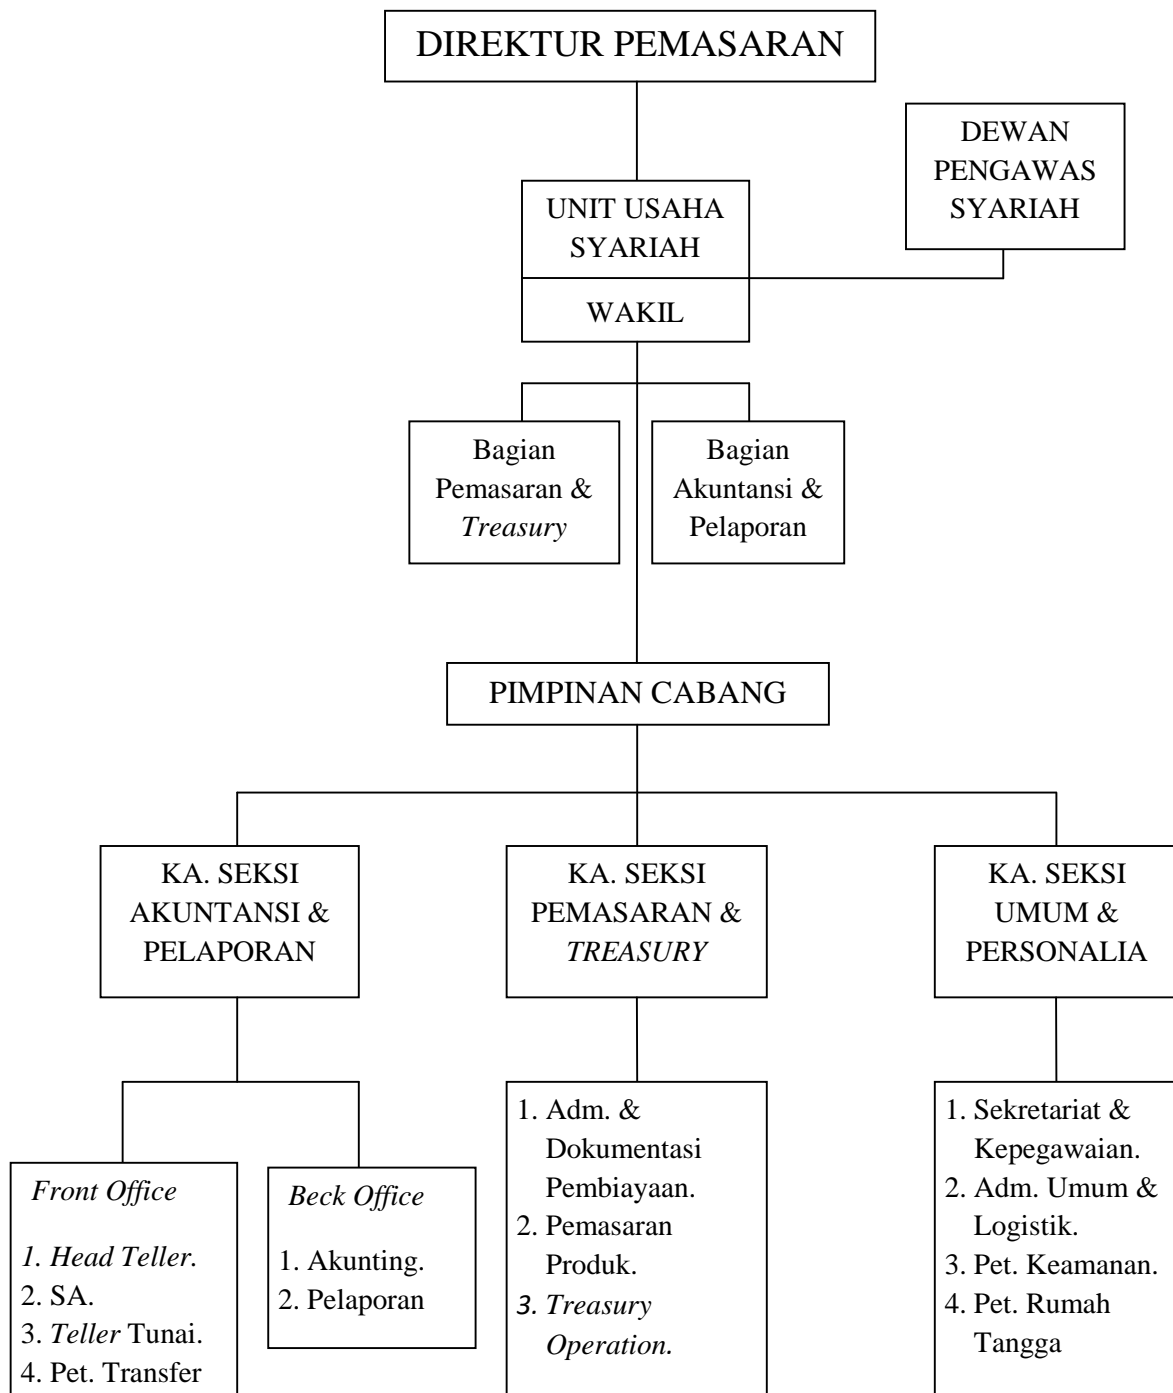 DIREKTUR PEMASARAN
DEWAN
PENGAWAS
SYARIAH
UNIT USAHA
SYARIAH
WAKIL
Bagian
Pemasaran &
Treasury
Bagian
Akuntansi &
Pelaporan
PIMPINAN CABANG
KA. SEKSI
AKUNTANSI &
PELAPORAN
KA. SEKSI
PEMASARAN &
TREASURY
KA. SEKSI
UMUM &
PERSONALIA
Front Office
1. Head Teller.
2. SA.
3. Teller Tunai.
4. Pet. Transfer
Beck Office
1. Akunting.
2. Pelaporan
1. Adm. &
Dokumentasi
Pembiayaan.
2. Pemasaran
Produk.
3. Treasury
Operation.
1. Sekretariat &
Kepegawaian.
2. Adm. Umum &
Logistik.
3. Pet. Keamanan.
4. Pet. Rumah
Tangga